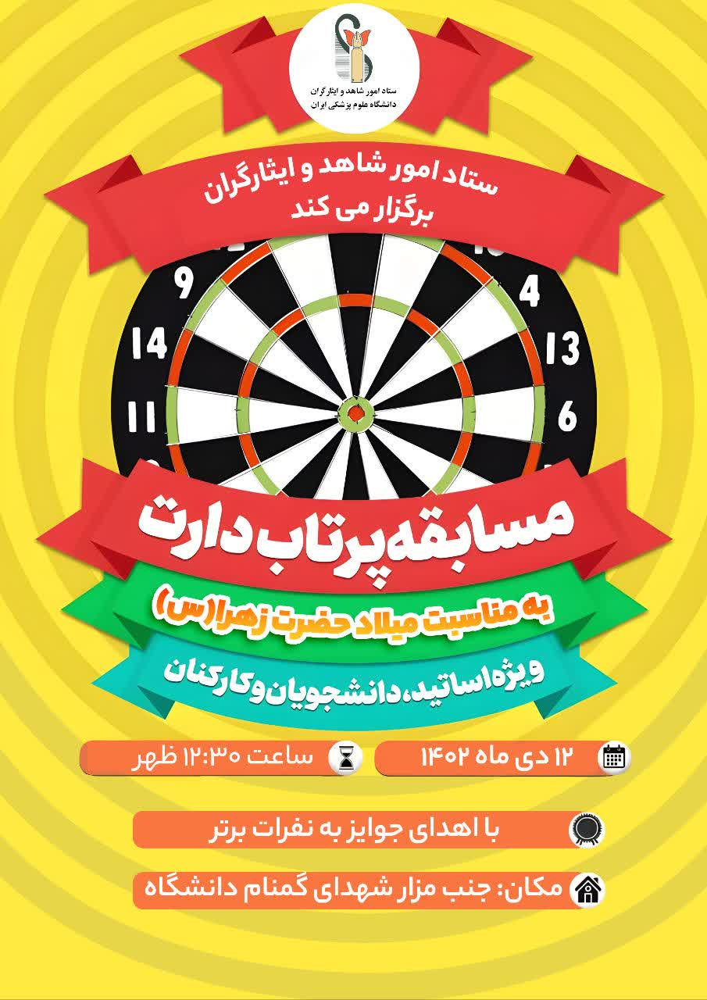 ستاد امور شاهد و ایثارگران
دانشگاه علوم پزشکی ایران
ستاد امور شاهد و ایثارگران
برگزار می کند
9
4
14
13
11
6
مسابقه پرتاب دارت
به مناسبت میلاد حضرت زهرا(س)
ویژه اساتید، دانشجویان و کارکنان
۱۲ دی ماه ۱۴۰۲
ساعت ۱۲:۳۰ ظهر
با اهدای جوایز به نفرات برتر
مکان: جنب مزار شهدای گمنام دانشگاه